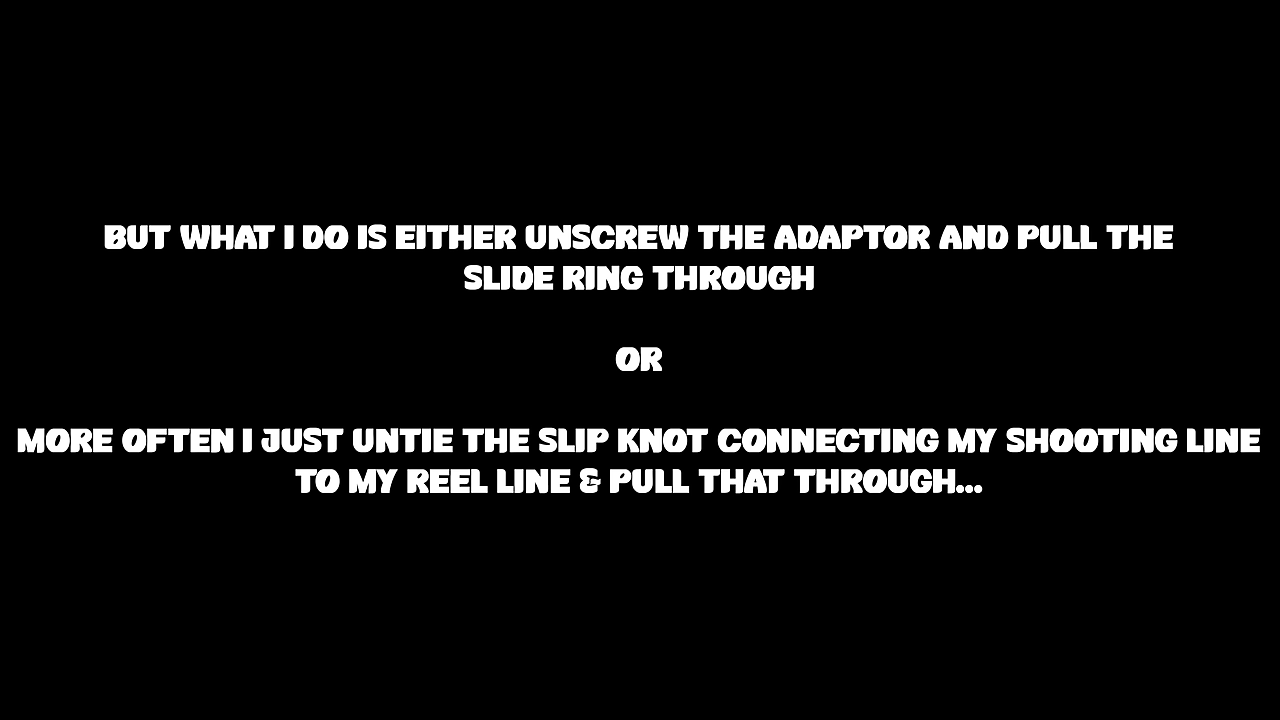 BUT WHAT I DO IS EITHER UNSCREW THE ADAPTOR AND PULL THE
SLIDE RING THROUGH
OR
MORE OFTEN I JUST UNTIE THE SLIP KNOT CONNECTING MY SHOOTING LINE
TO MY REEL LINE & PULL THAT THROUGH...